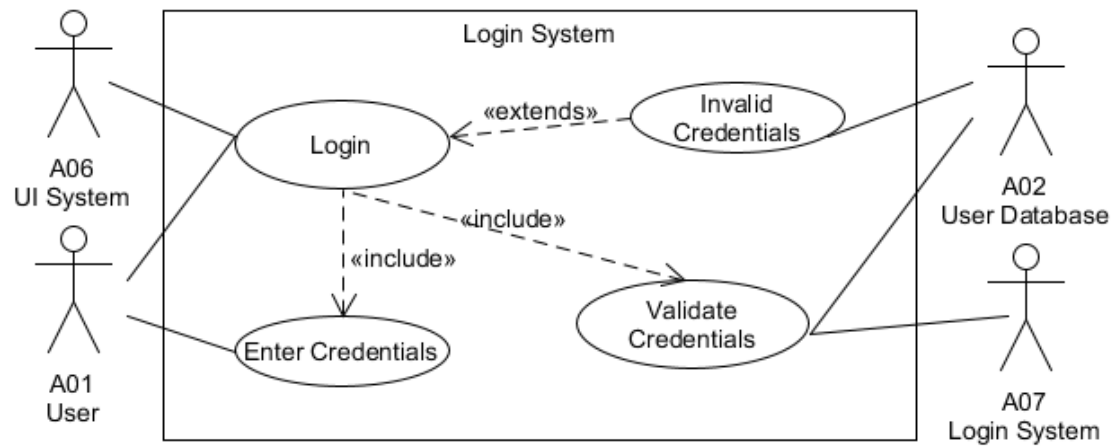 Login System
A06
UI System
Login
«extends»
Invalid
Credentials
A02
User Database
«include»
«include»
A01
User
Enter Credentials
Validate
Credentials
A07
Login System